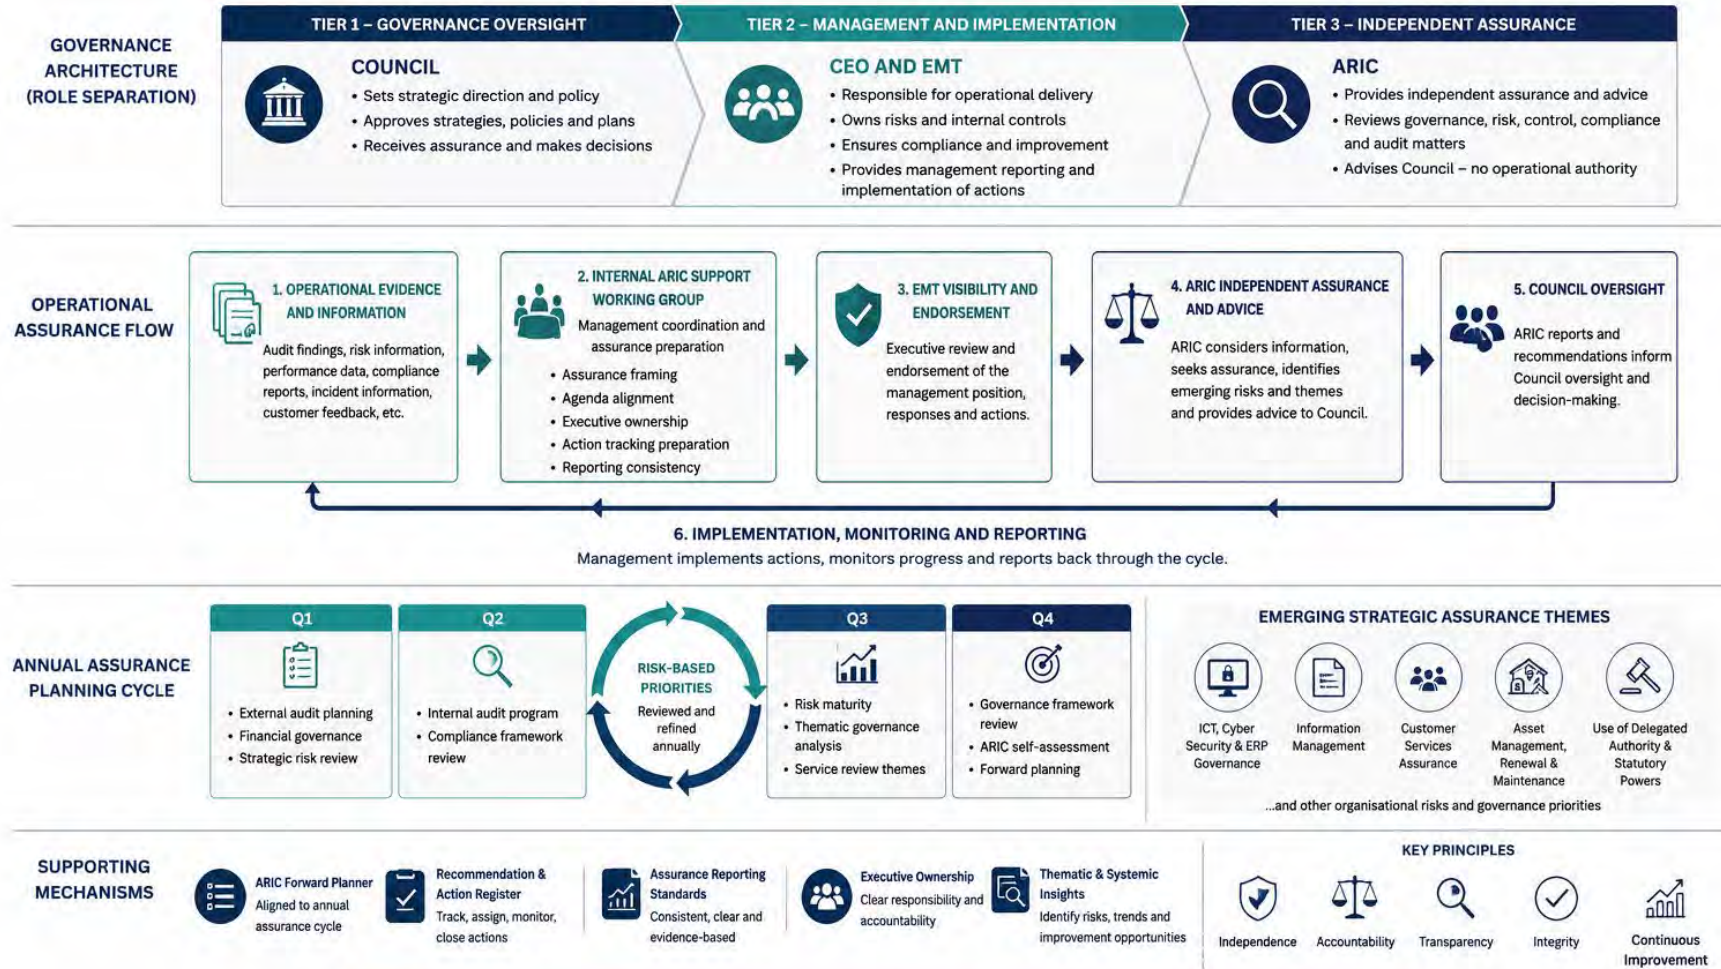 GOVERNANCE
ARCHITECTURE
(ROLE SEPARATION)
TIER 1 – GOVERNANCE OVERSIGHT
COUNCIL
• Sets strategic direction and policy
• Approves strategies, policies and plans
• Receives assurance and makes decisions
TIER 2 – MANAGEMENT AND IMPLEMENTATION
CEO AND EMT
• Responsible for operational delivery
• Owns risks and internal controls
• Ensures compliance and improvement
• Provides management reporting and
implementation of actions
TIER 3 – INDEPENDENT ASSURANCE
ARIC
• Provides independent assurance and advice
• Reviews governance, risk, control, compliance
and audit matters
• Advises Council – no operational authority
OPERATIONAL
ASSURANCE FLOW
1. OPERATIONAL EVIDENCE
AND INFORMATION
Audit findings, risk information,
performance data, compliance
reports, incident information,
customer feedback, etc.
2. INTERNAL ARIC SUPPORT
WORKING GROUP
Management coordination and
assurance preparation
• Assurance framing
• Agenda alignment
• Executive ownership
• Action tracking preparation
• Reporting consistency
3. EMT VISIBILITY AND
ENDORSEMENT
Executive review and
endorsement of the
management position,
responses and actions.
4. ARIC INDEPENDENT ASSURANCE
AND ADVICE
ARIC considers information,
seeks assurance, identifies
emerging risks and themes
and provides advice to Council.
5. COUNCIL OVERSIGHT
ARIC reports and
recommendations inform
Council oversight and
decision-making.
6. IMPLEMENTATION, MONITORING AND REPORTING
Management implements actions, monitors progress and reports back through the cycle.
ANNUAL ASSURANCE
PLANNING CYCLE
Q1
• External audit planning
• Financial governance
• Strategic risk review
Q2
• Internal audit program
• Compliance framework
review
RISK-BASED
PRIORITIES
Reviewed and
refined
annually
Q3
• Risk maturity
• Thematic governance
analysis
• Service review themes
Q4
• Governance framework
review
• ARIC self-assessment
• Forward planning
EMERGING STRATEGIC ASSURANCE THEMES
ICT, Cyber
Security & ERP
Governance
Information
Management
Customer
Services
Assurance
Asset
Management,
Renewal &
Maintenance
Use of Delegated
Authority &
Statutory
Powers
...and other organisational risks and governance priorities
SUPPORTING
MECHANISMS
ARIC Forward Planner
Aligned to annual
assurance cycle
Recommendation &
Action Register
Track, assign, monitor,
close actions
Assurance Reporting
Standards
Consistent, clear and
evidence-based
Executive Ownership
Clear responsibility and
accountability
Thematic & Systemic
Insights
Identify risks, trends and
improvement opportunities
KEY PRINCIPLES
Independence
Accountability
Transparency
Integrity
Continuous
Improvement